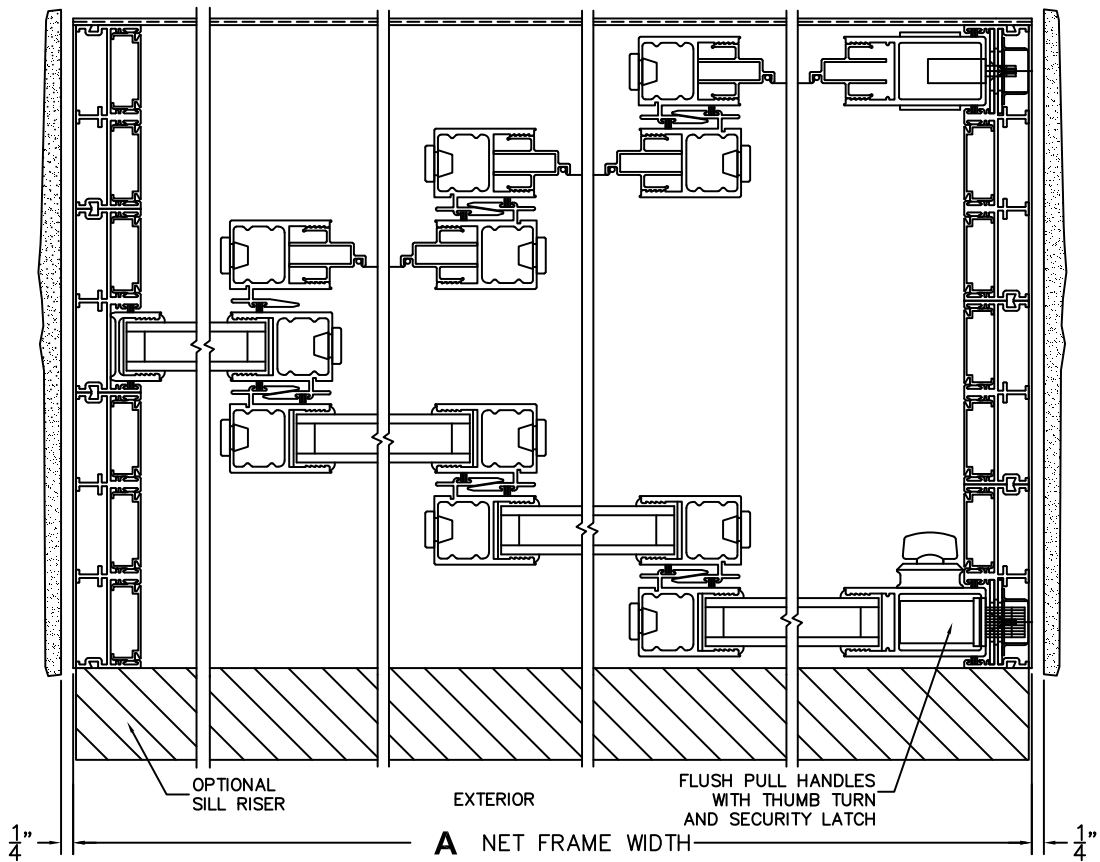 OPTIONAL
SILL RISER
EXTERIOR
FLUSH PULL HANDLES
WITH THUMB TURN
AND SECURITY LATCH
1/4" A NET FRAME WIDTH 1/4"